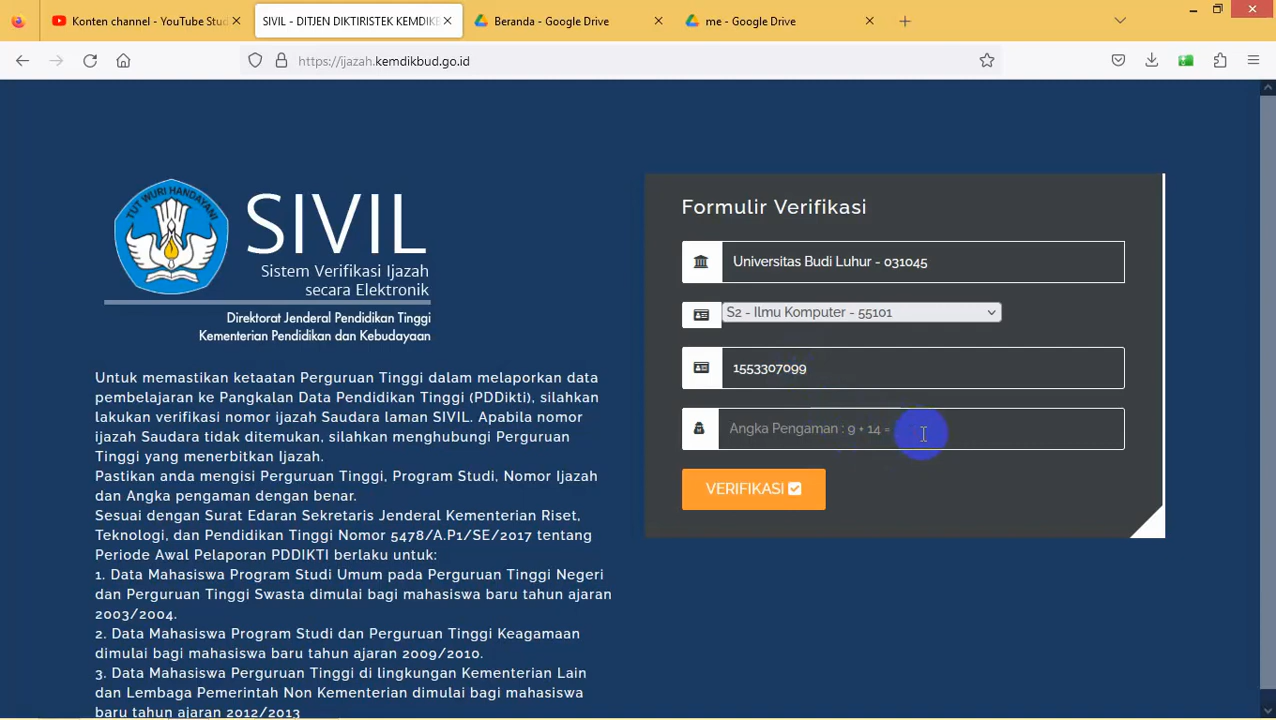 Konten channel - YouTube Stud
SIVIL - DITJEN DIKTIRISTEK KEMDIKB
Beranda - Google Drive
me - Google Drive
https://ijazah.kemdikbud.go.id
TUT WURI HANDAYANI
SIVIL
Sistem Verifikasi Ijazah
secara Elektronik
Direktorat Jenderal Pendidikan Tinggi
Kementerian Pendidikan dan Kebudayaan
Untuk memastikan ketaatan Perguruan Tinggi dalam melaporkan data
pembelajaran ke Pangkalan Data Pendidikan Tinggi (PDDikti), silahkan
lakukan verifikasi nomor ijazah Saudara laman SIVIL. Apabila nomor
ijazah Saudara tidak ditemukan, silahkan menghubungi Perguruan
Tinggi yang menerbitkan Ijazah.
Pastikan anda mengisi Perguruan Tinggi, Program Studi, Nomor Ijazah
dan Angka pengaman dengan benar.
Sesuai dengan Surat Edaran Sekretaris Jenderal Kementerian Riset,
Teknologi, dan Pendidikan Tinggi Nomor 5478/A.P1/SE/2017 tentang
Periode Awal Pelaporan PDDIKTI berlaku untuk:
1. Data Mahasiswa Program Studi Umum pada Perguruan Tinggi Negeri
dan Perguruan Tinggi Swasta dimulai bagi mahasiswa baru tahun ajaran
2003/2004.
2. Data Mahasiswa Program Studi dan Perguruan Tinggi Keagamaan
dimulai bagi mahasiswa baru tahun ajaran 2009/2010.
3. Data Mahasiswa Perguruan Tinggi di lingkungan Kementerian Lain
dan Lembaga Pemerintah Non Kementerian dimulai bagi mahasiswa
baru tahun ajaran 2012/2013
Formulir Verifikasi
Universitas Budi Luhur - 031045
S2 - Ilmu Komputer - 55101
1553307099
Angka Pengaman : 9 + 14 =
VERIFIKASI